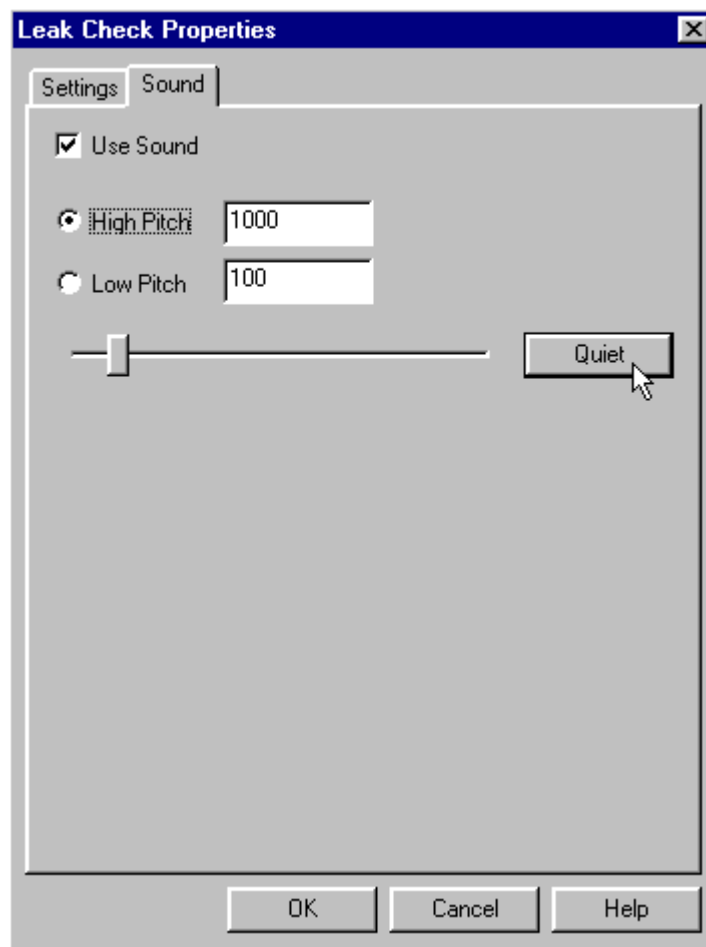 Leak Check Properties
Settings Sound
Use Sound
High Pitch 1000
Low Pitch 100
Quiet
OK Cancel Help